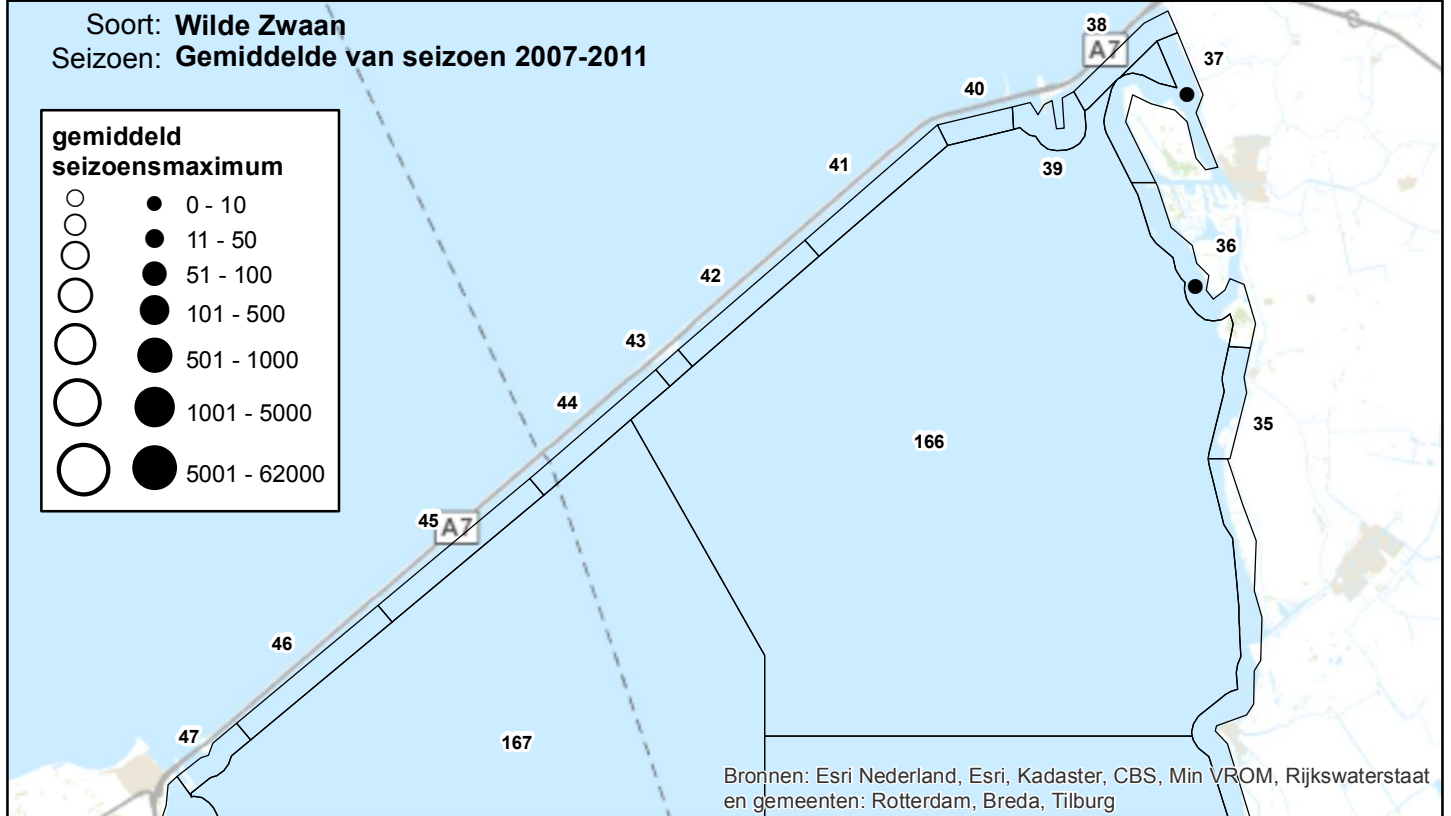 Soort: Wilde Zwaan
Seizoen: Gemiddelde van seizoen 2007-2011
gemiddeld
seizoensmaximum
0 - 10
11 - 50
51 - 100
101 - 500
501 - 1000
1001 - 5000
5001 - 62000
38
A7
37
40
41
39
36
42
43
44
35
166
45
A7
46
47
167
Bronnen: Esri Nederland, Esri, Kadaster, CBS, Min VROM, Rijkswaterstaat
en gemeenten: Rotterdam, Breda, Tilburg